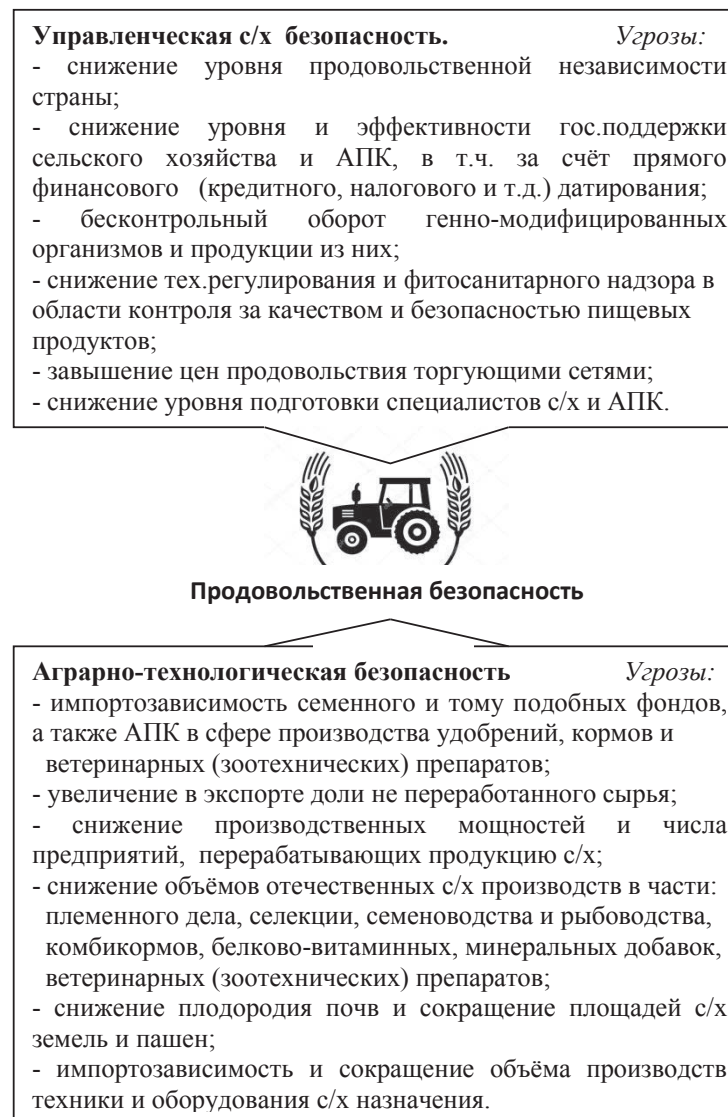 Управленческая с/х безопасность. Угрозы:
- снижение уровня продовольственной независимости
страны;
- снижение уровня и эффективности гос.поддержки
сельского хозяйства и АПК, в т.ч. за счёт прямого
финансового (кредитного, налогового и т.д.) датирования;
- бесконтрольный оборот генно-модифицированных
организмов и продукции из них;
- снижение тех.регулирования и фитосанитарного надзора в
области контроля за качеством и безопасностью пищевых
продуктов;
- завышение цен продовольствия торгующими сетями;
- снижение уровня подготовки специалистов с/х и АПК.
Продовольственная безопасность
Аграрно-технологическая безопасность Угрозы:
- импортозависимость семенного и тому подобных фондов,
а также АПК в сфере производства удобрений, кормов и
ветеринарных (зоотехнических) препаратов;
- увеличение в экспорте доли не переработанного сырья;
- снижение производственных мощностей и числа
предприятий, перерабатывающих продукцию с/х;
- снижение объёмов отечественных с/х производств в части:
племенного дела, селекции, семеноводства и рыбоводства,
комбикормов, белково-витаминных, минеральных добавок,
ветеринарных (зоотехнических) препаратов;
- снижение плодородия почв и сокращение площадей с/х
земель и пашен;
- импортозависимость и сокращение объёма производств
техники и оборудования с/х назначения.